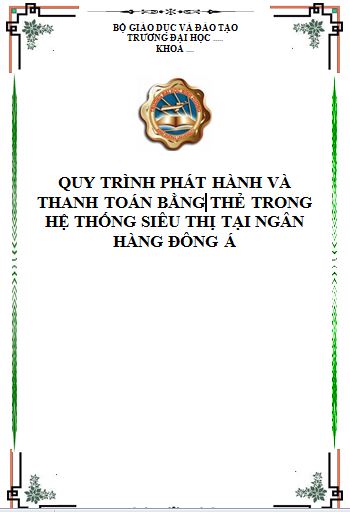 BỘ GIÁO DỤC VÀ ĐÀO TẠO
TRƯỜNG ĐẠI HỌC .....
KHOA ...
QUY TRÌNH PHÁT HÀNH VÀ
THANH TOÁN BẰNG THẺ TRONG
HỆ THỐNG SIÊU THỊ TẠI NGÂN
HÀNG ĐÔNG Á